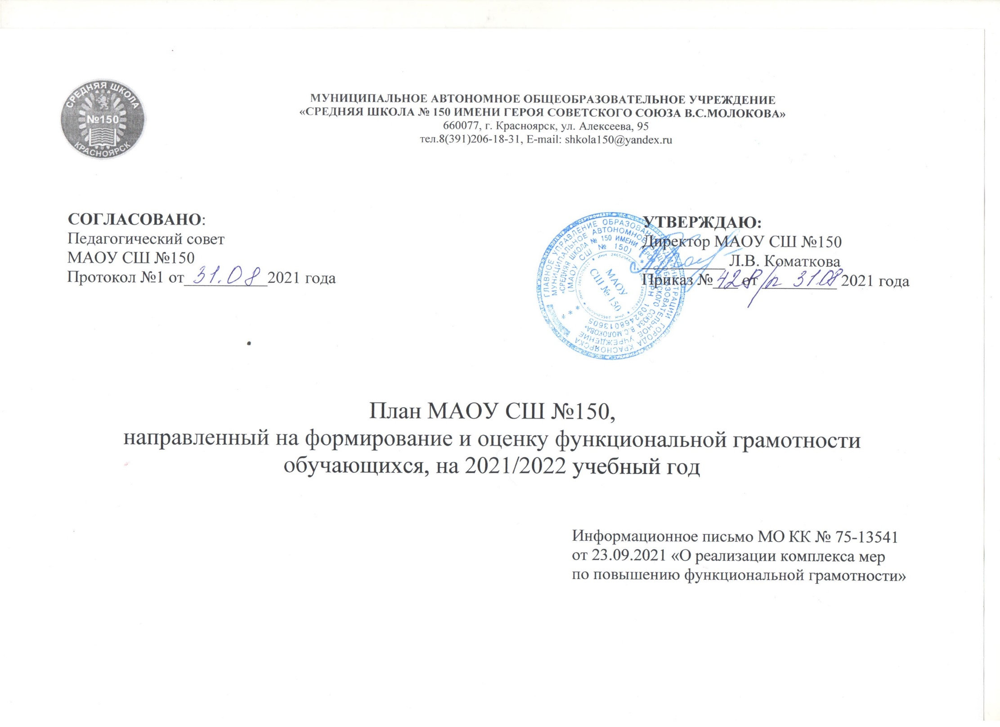 СРЕДНЯЯ ШКОЛА
№150
КРАСНОЯРСК
МУНИЦИПАЛЬНОЕ АВТОНОМНОЕ ОБЩЕОБРАЗОВАТЕЛЬНОЕ УЧРЕЖДЕНИЕ
«СРЕДНЯЯ ШКОЛА № 150 ИМЕНИ ГЕРОЯ СОВЕТСКОГО СОЮЗА В.С.МОЛОКОВА»
660077, г. Красноярск, ул. Алексеева, 95
тел.8(391)206-18-31, E-mail: shkola150@yandex.ru
СОГЛАСОВАНО:
Педагогический совет
МАОУ СШ №150
Протокол №1 от 31.08 2021 года
УТВЕРЖДАЮ:
Директор МАОУ СШ №150
Л.В. Коматкова
Приказ № 428/р от 31.08 2021 года
ГЛАВНОЕ УПРАВЛЕНИЕ ОБРАЗОВАНИЯ АДМИНИСТРАЦИИ ГОРОДА КРАСНОЯРСКА
МУНИЦИПАЛЬНОЕ АВТОНОМНОЕ ОБЩЕОБРАЗОВАТЕЛЬНОЕ УЧРЕЖДЕНИЕ
«СРЕДНЯЯ ШКОЛА № 150 ИМЕНИ ГЕРОЯ СОВЕТСКОГО СОЮЗА В.С.МОЛОКОВА»
(МАОУ СШ № 150) * ОГРН 1082468013605
МАОУ
СШ № 150
План МАОУ СШ №150,
направленный на формирование и оценку функциональной грамотности
обучающихся, на 2021/2022 учебный год
Информационное письмо МО КК № 75-13541
от 23.09.2021 «О реализации комплекса мер
по повышению функциональной грамотности»